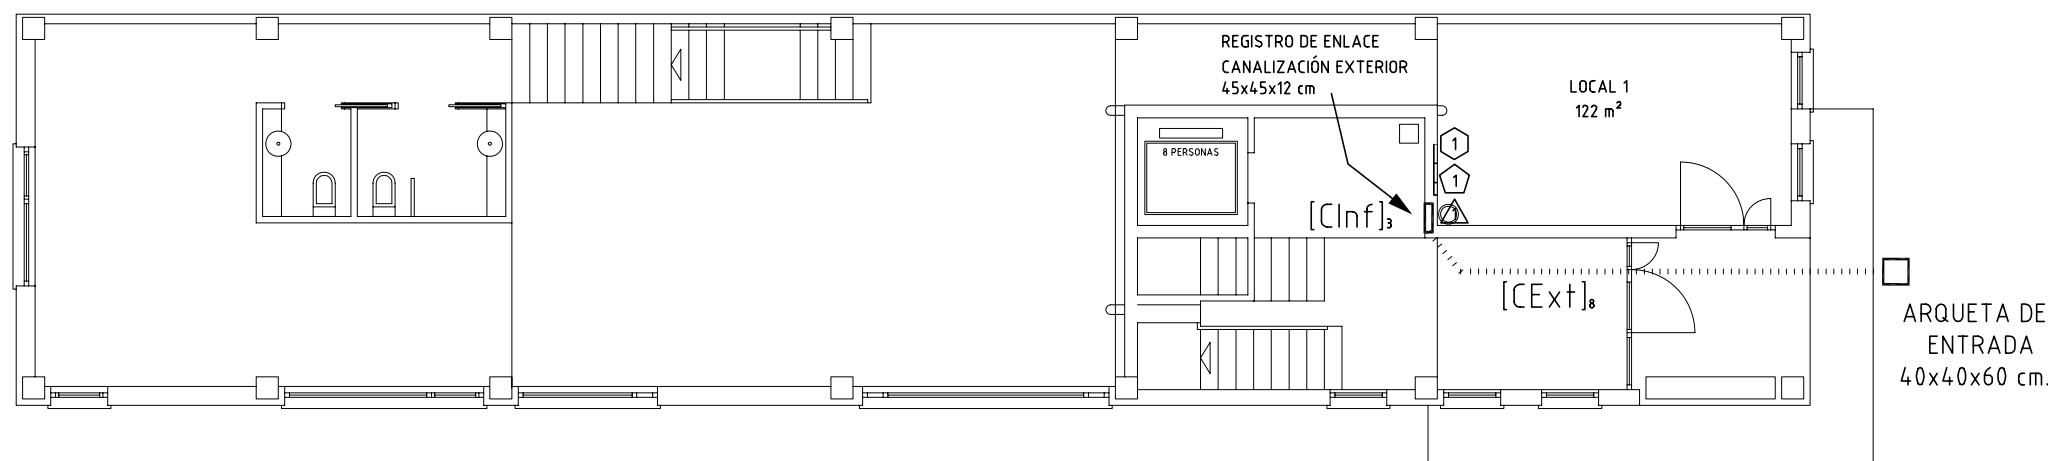 REGISTRO DE ENLACE
CANALIZACIÓN EXTERIOR
45x45x12 cm
LOCAL 1
122 m²
8 PERSONAS
1
1
1
[CInf]₃
[CExt]₈
ARQUETA DE
ENTRADA
40x40x60 cm.